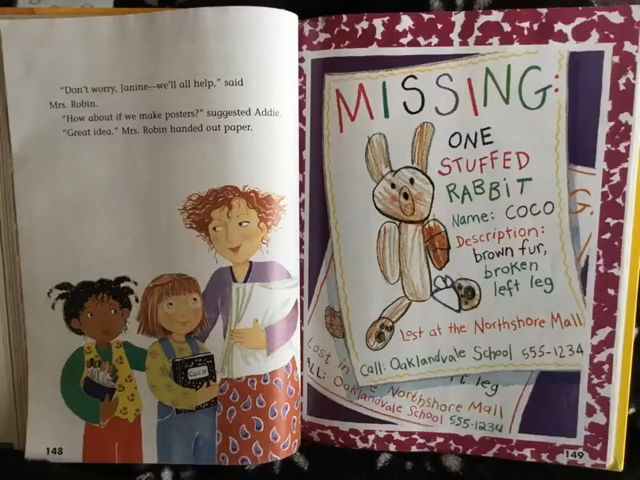 "Don't worry, Janine—we'll all help," said
Mrs. Robin.
"How about if we make posters?" suggested Addie.
"Great idea." Mrs. Robin handed out paper.
COCO
148
MISSING:
ONE
STUFFED
RABBIT
Name: COCO
Description:
brown fur,
broken
left leg
Lost at the Northshore Mall
Call: Oaklandvale School 555-1234
Lost in
leg
Northshore Mall
LL: Oaklandvale School 555-1234
149